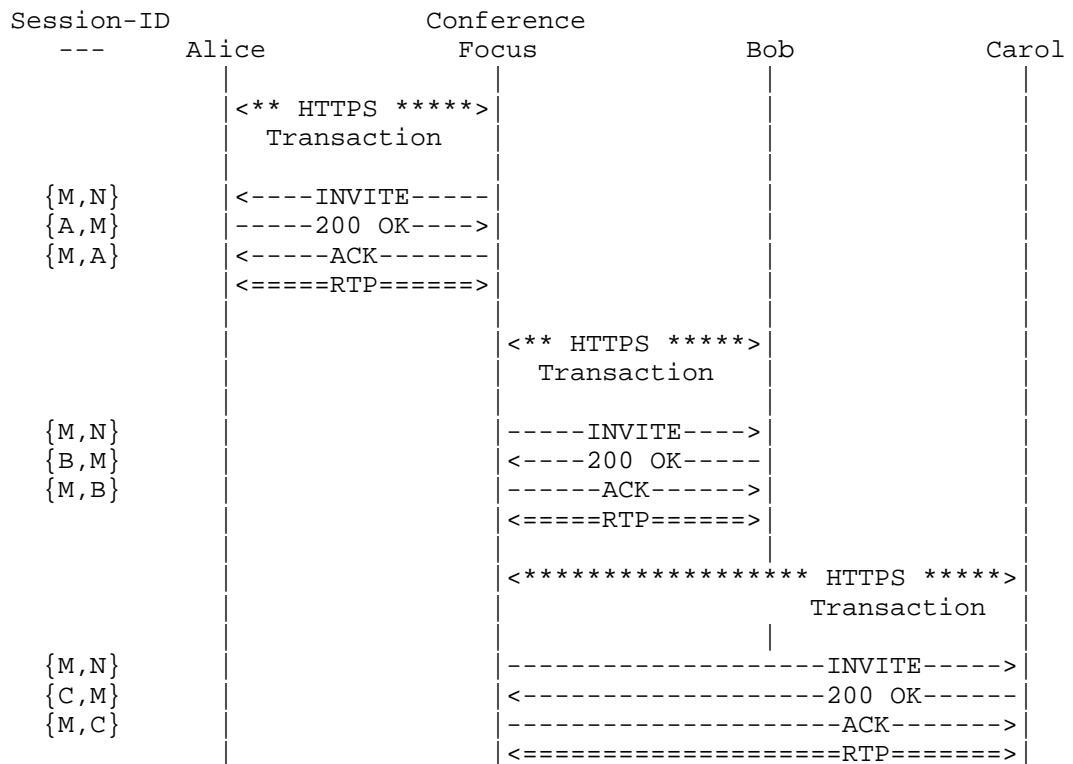 Session-ID                Conference
   ---     Alice            Focus             Bob            Carol
             |                |                |               |
             |<** HTTPS *****>|                |               |
             |  Transaction   |                |               |
             |                |                |               |
  {M,N}      |<----INVITE-----|                |               |
  {A,M}      |-----200 OK---->|                |               |
  {M,A}      |<-----ACK-------|                |               |
             |<=====RTP======>|                |               |
             |                |                |               |
             |                |<** HTTPS *****>|               |
             |                |  Transaction   |               |
             |                |                |               |
  {M,N}      |                |-----INVITE---->|               |
  {B,M}      |                |<----200 OK-----|               |
  {M,B}      |                |------ACK------>|               |
             |                |<=====RTP======>|               |
             |                |                |               |
             |                |<****************** HTTPS *****>|
             |                |                   Transaction  |
             |                |                |               |
  {M,N}      |                |--------------------INVITE----->|
  {C,M}      |                |<-------------------200 OK------|
  {M,C}      |                |---------------------ACK------->|
             |                |<====================RTP=======>|